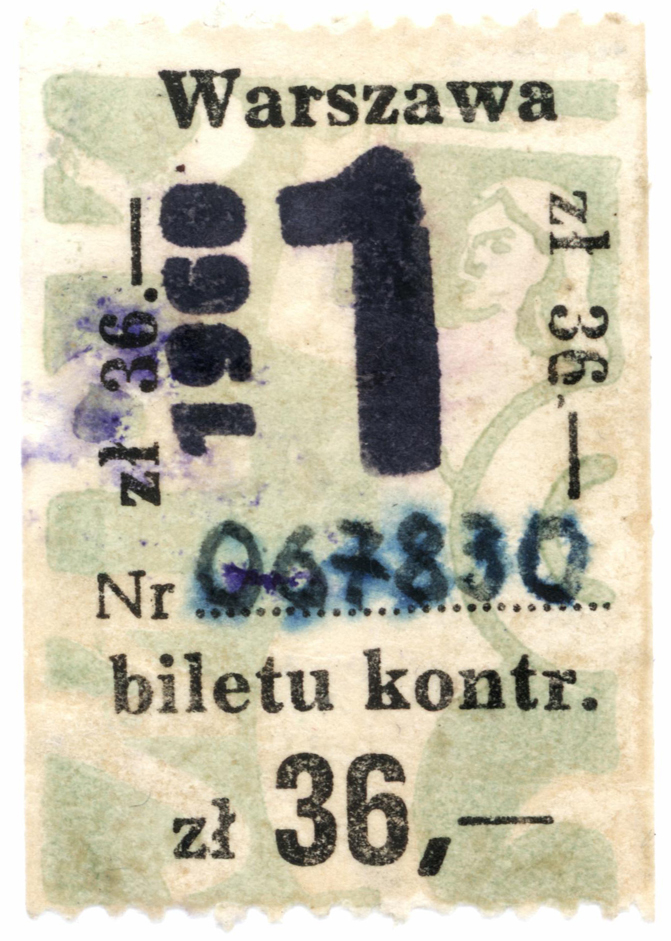 Warszawa
1
1960
zł 36.—
zł 36—
Nr 067830
biletu kontr.
zł 36,—